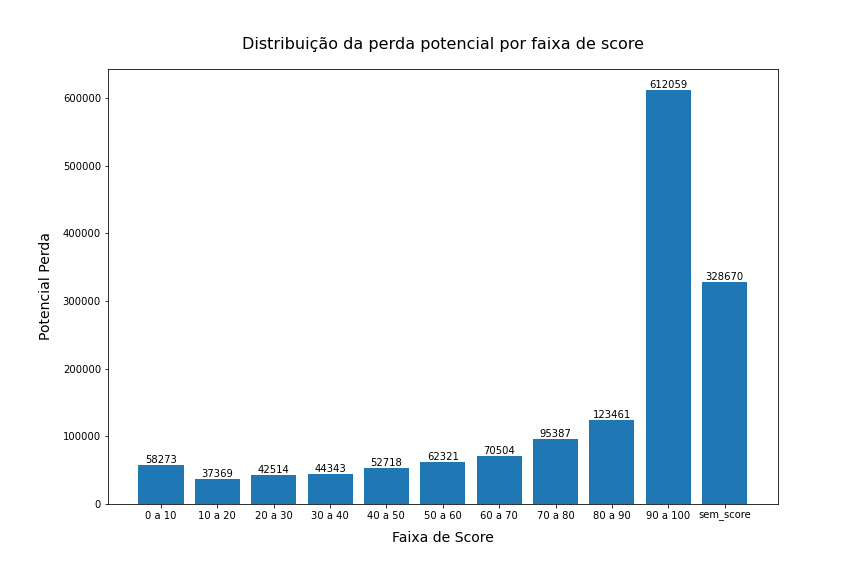 Distribuição da perda potencial por faixa de score
Potencial Perda
600000
500000
400000
300000
200000
100000
0
58273
37369
42514
44343
52718
62321
70504
95387
123461
612059
328670
0 a 10
10 a 20
20 a 30
30 a 40
40 a 50
50 a 60
60 a 70
70 a 80
80 a 90
90 a 100
sem_score
Faixa de Score